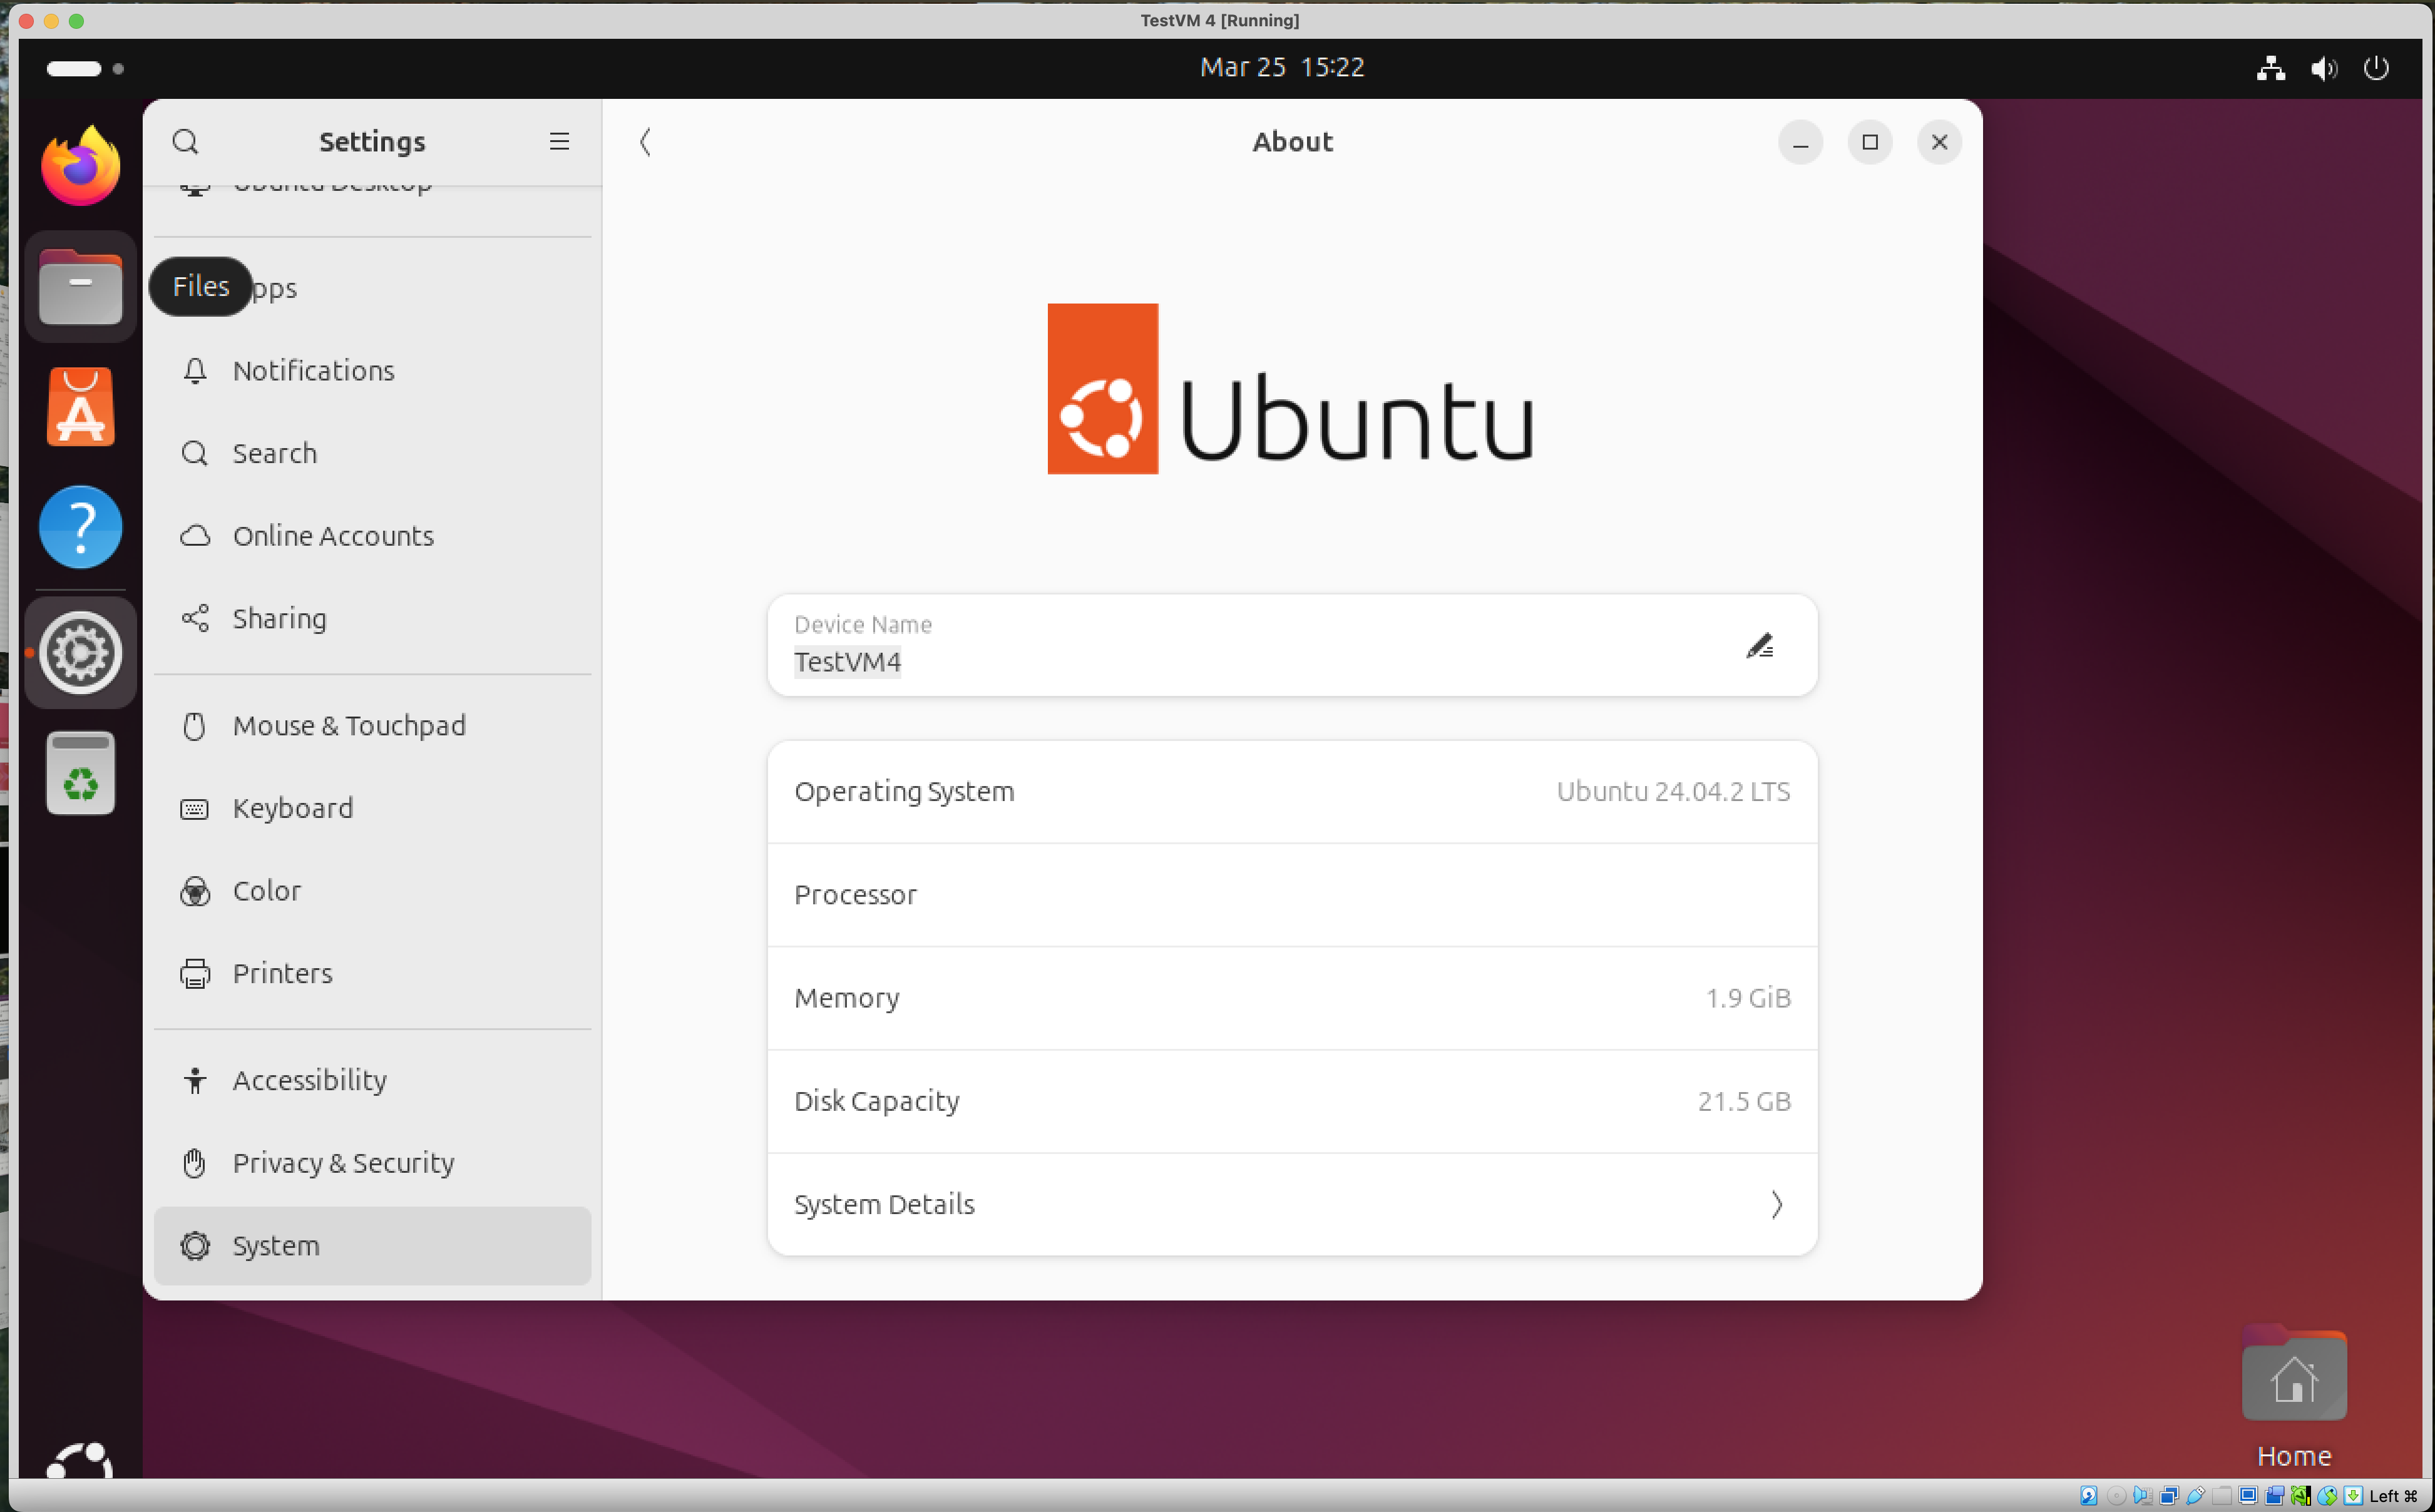 TestVM 4 [Running]
Mar 25 15:22
Settings
About
Ubuntu Desktop
Files
pps
Notifications
Search
Online Accounts
Sharing
Mouse & Touchpad
Keyboard
Color
Printers
Accessibility
Privacy & Security
System
Ubuntu
Device Name
TestVM4
Operating System Ubuntu 24.04.2 LTS
Processor
Memory 1.9 GiB
Disk Capacity 21.5 GB
System Details
Home
Left ⌘